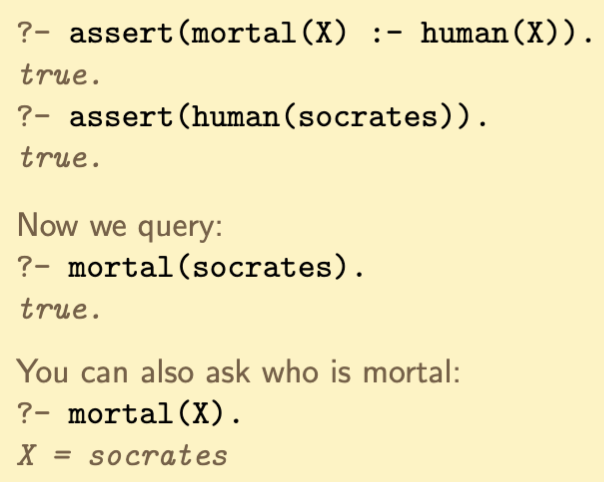 ?- assert(mortal(X) :- human(X)).
true.
?- assert(human(socrates)).
true.
Now we query:
?- mortal(socrates).
true.
You can also ask who is mortal:
?- mortal(X).
X = socrates